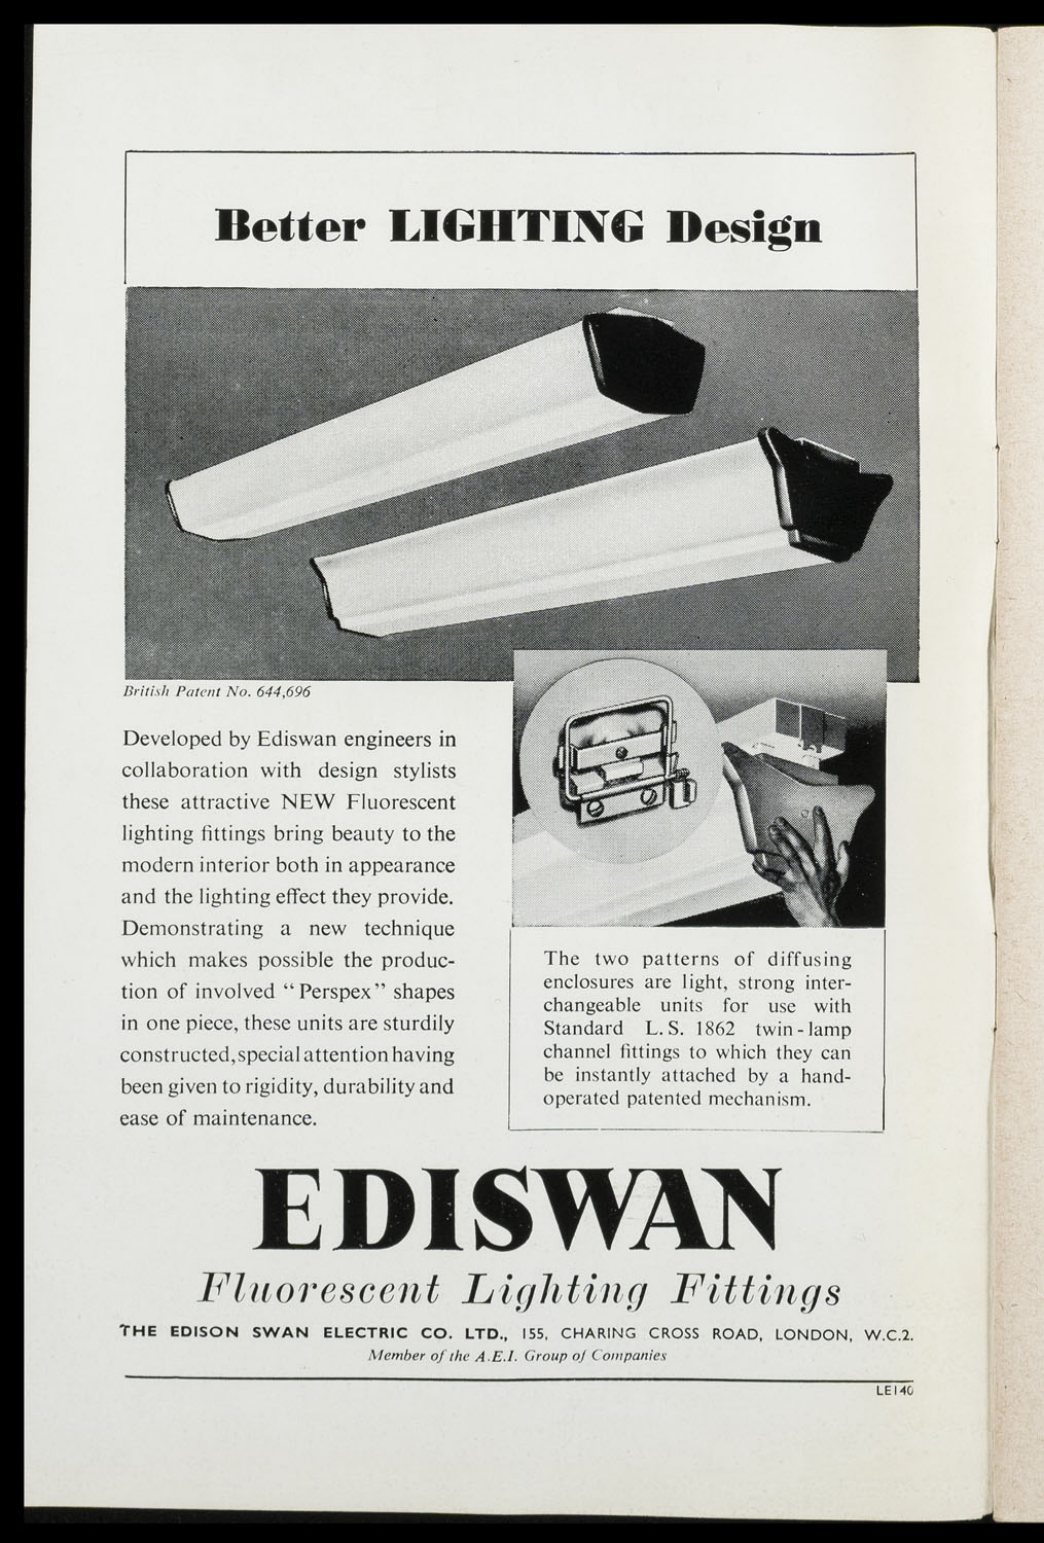 Better LIGHTING Design
British Patent No. 644,696
Developed by Ediswan engineers in
collaboration with design stylists
these attractive NEW Fluorescent
lighting fittings bring beauty to the
modern interior both in appearance
and the lighting effect they provide.
Demonstrating a new technique
which makes possible the produc-
tion of involved “Perspex” shapes
in one piece, these units are sturdily
constructed, special attention having
been given to rigidity, durability and
ease of maintenance.
The two patterns of diffusing
enclosures are light, strong inter-
changeable units for use with
Standard L.S. 1862 twin-lamp
channel fittings to which they can
be instantly attached by a hand-
operated patented mechanism.
EDISWAN
Fluorescent Lighting Fittings
THE EDISON SWAN ELECTRIC CO. LTD., 155, CHARING CROSS ROAD, LONDON, W.C.2.
Member of the A.E.I. Group of Companies
LE140